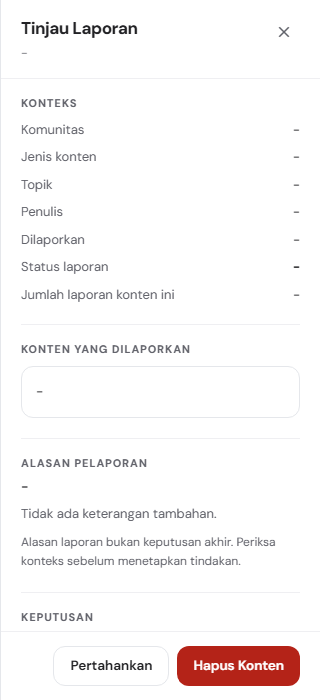 Tinjau Laporan
-
KONTEKS
Komunitas -
Jenis konten -
Topik -
Penulis -
Dilaporkan -
Status laporan -
Jumlah laporan konten ini -
KONTEN YANG DILAPORKAN
-
ALASAN PELAPORAN
-
Tidak ada keterangan tambahan.
Alasan laporan bukan keputusan akhir. Periksa
konteks sebelum menetapkan tindakan.
KEPUTUSAN
Pertahankan Hapus Konten